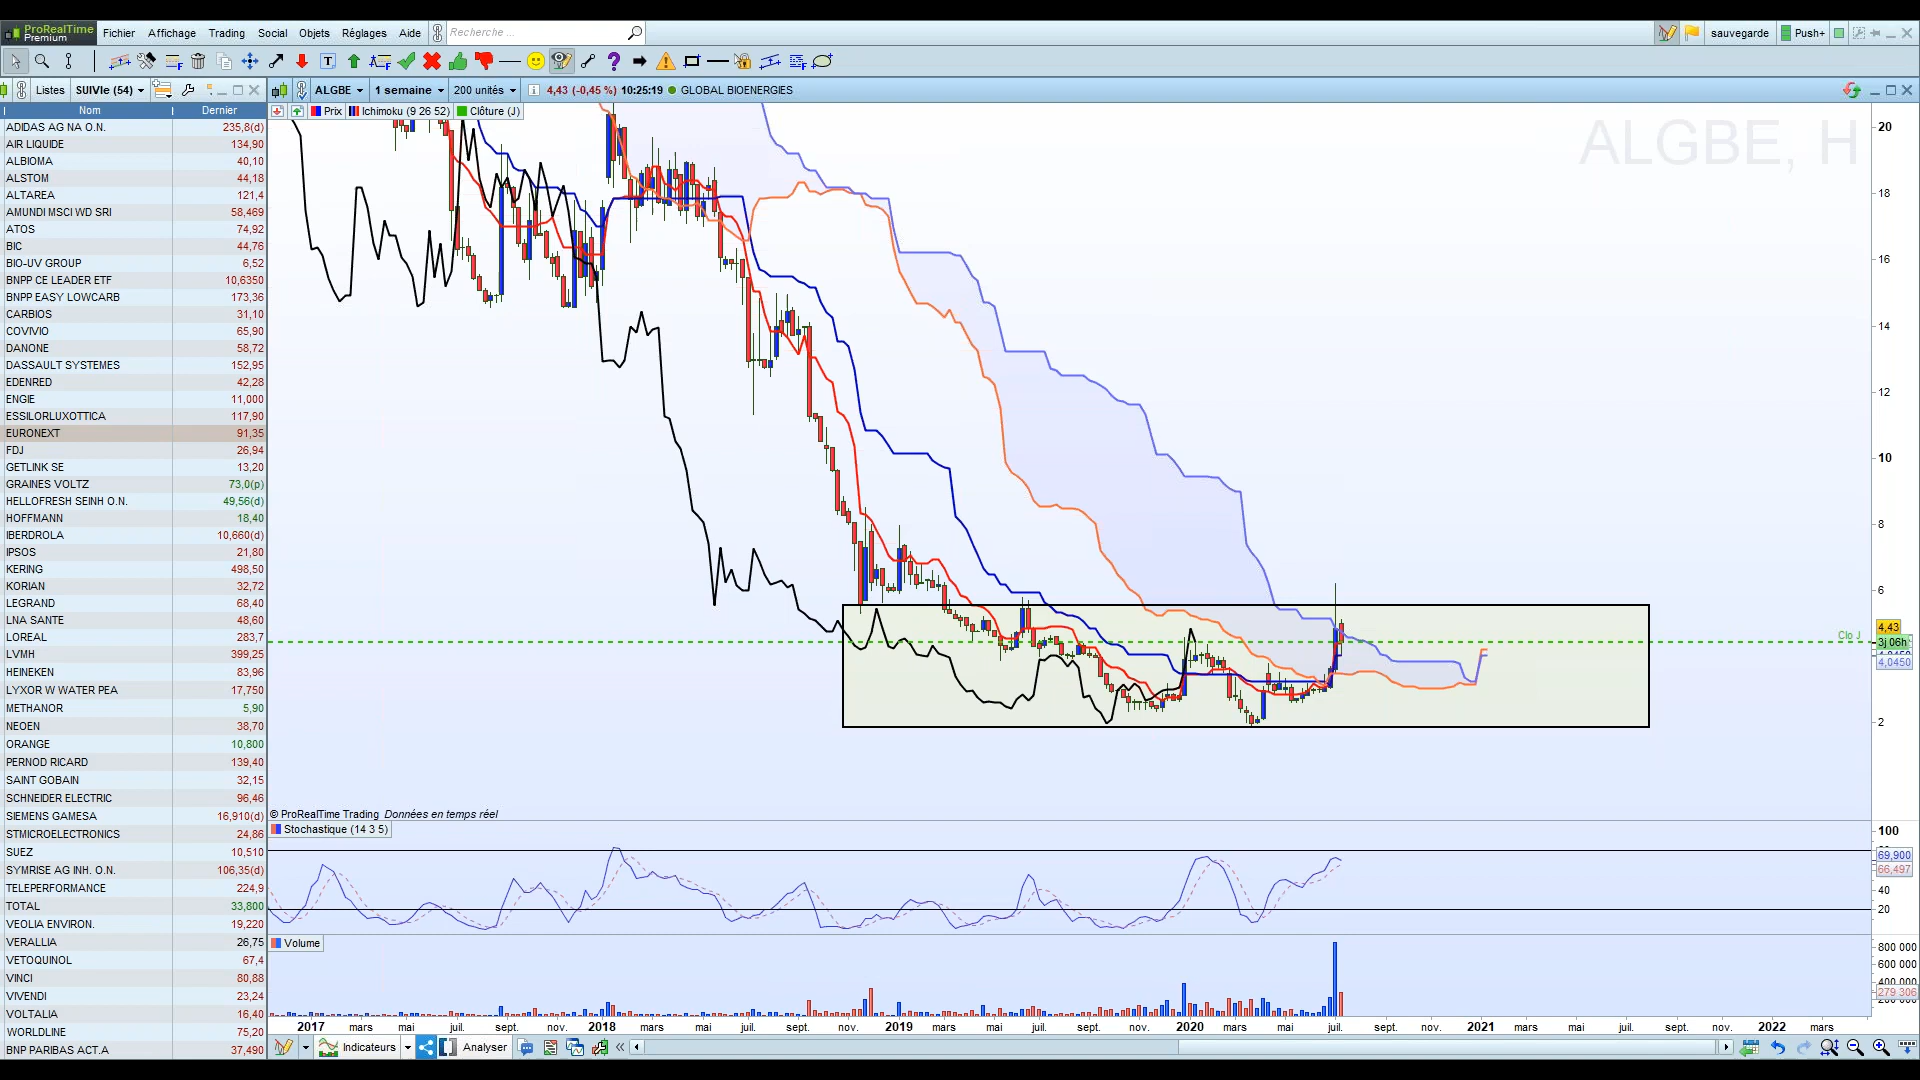 ProRealTime
Premium
Fichier Affichage Trading Social Objets Réglages Aide Recherche ... sauvegarde Push+
Listes SUIVIe (54) ALGBE 1 semaine 200 unités 4,43 (-0,45 %) 10:25:19 GLOBAL BIOENERGIES
Nom Dernier
Prix Ichimoku (9 26 52) Clôture (J)
ALGBE, H
ADIDAS AG NA O.N. 235,8(d)
AIR LIQUIDE 134,90
ALBIOMA 40,10
ALSTOM 44,18
ALTAREA 121,4
AMUNDI MSCI WD SRI 58,469
ATOS 74,92
BIC 44,76
BIO-UV GROUP 6,52
BNPP CE LEADER ETF 10,6350
BNPP EASY LOWCARB 173,36
CARBIOS 31,10
COVIVIO 65,90
DANONE 58,72
DASSAULT SYSTEMES 152,95
EDENRED 42,28
ENGIE 11,000
ESSILORLUXOTTICA 117,90
EURONEXT 91,35
FDJ 26,94
GETLINK SE 13,20
GRAINES VOLTZ 73,0(p)
HELLOFRESH SEINH O.N. 49,56(d)
HOFFMANN 18,40
IBERDROLA 10,660(d)
IPSOS 21,80
KERING 498,50
KORIAN 32,72
LEGRAND 68,40
LNA SANTE 48,60
LOREAL 283,7
LVMH 399,25
HEINEKEN 83,96
LYXOR W WATER PEA 17,750
METHANOR 5,90
NEOEN 38,70
ORANGE 10,800
PERNOD RICARD 139,40
SAINT GOBAIN 32,15
SCHNEIDER ELECTRIC 96,46
SIEMENS GAMESA 16,910(d)
STMICROELECTRONICS 24,86
SUEZ 10,510
SYMRISE AG INH. O.N. 106,35(d)
TELEPERFORMANCE 224,9
TOTAL 33,800
VEOLIA ENVIRON. 19,220
VERALLIA 26,75
VETOQUINOL 67,4
VINCI 80,88
VIVENDI 23,24
VOLTALIA 16,40
WORLDLINE 75,20
BNP PARIBAS ACT.A 37,490
20
18
16
14
12
10
8
6
4,43
Clo J 3j 06h
4,0450
2
© ProRealTime Trading Données en temps réel
Stochastique (14 3 5)
100
69,900
66,497
40
20
Volume
800 000
600 000
400 000
279 306
2017 mars mai juil. sept. nov. 2018 mars mai juil. sept. nov. 2019 mars mai juil. sept. nov. 2020 mars mai juil. sept. nov. 2021 mars mai juil. sept. nov. 2022 mars
Indicateurs Analyser